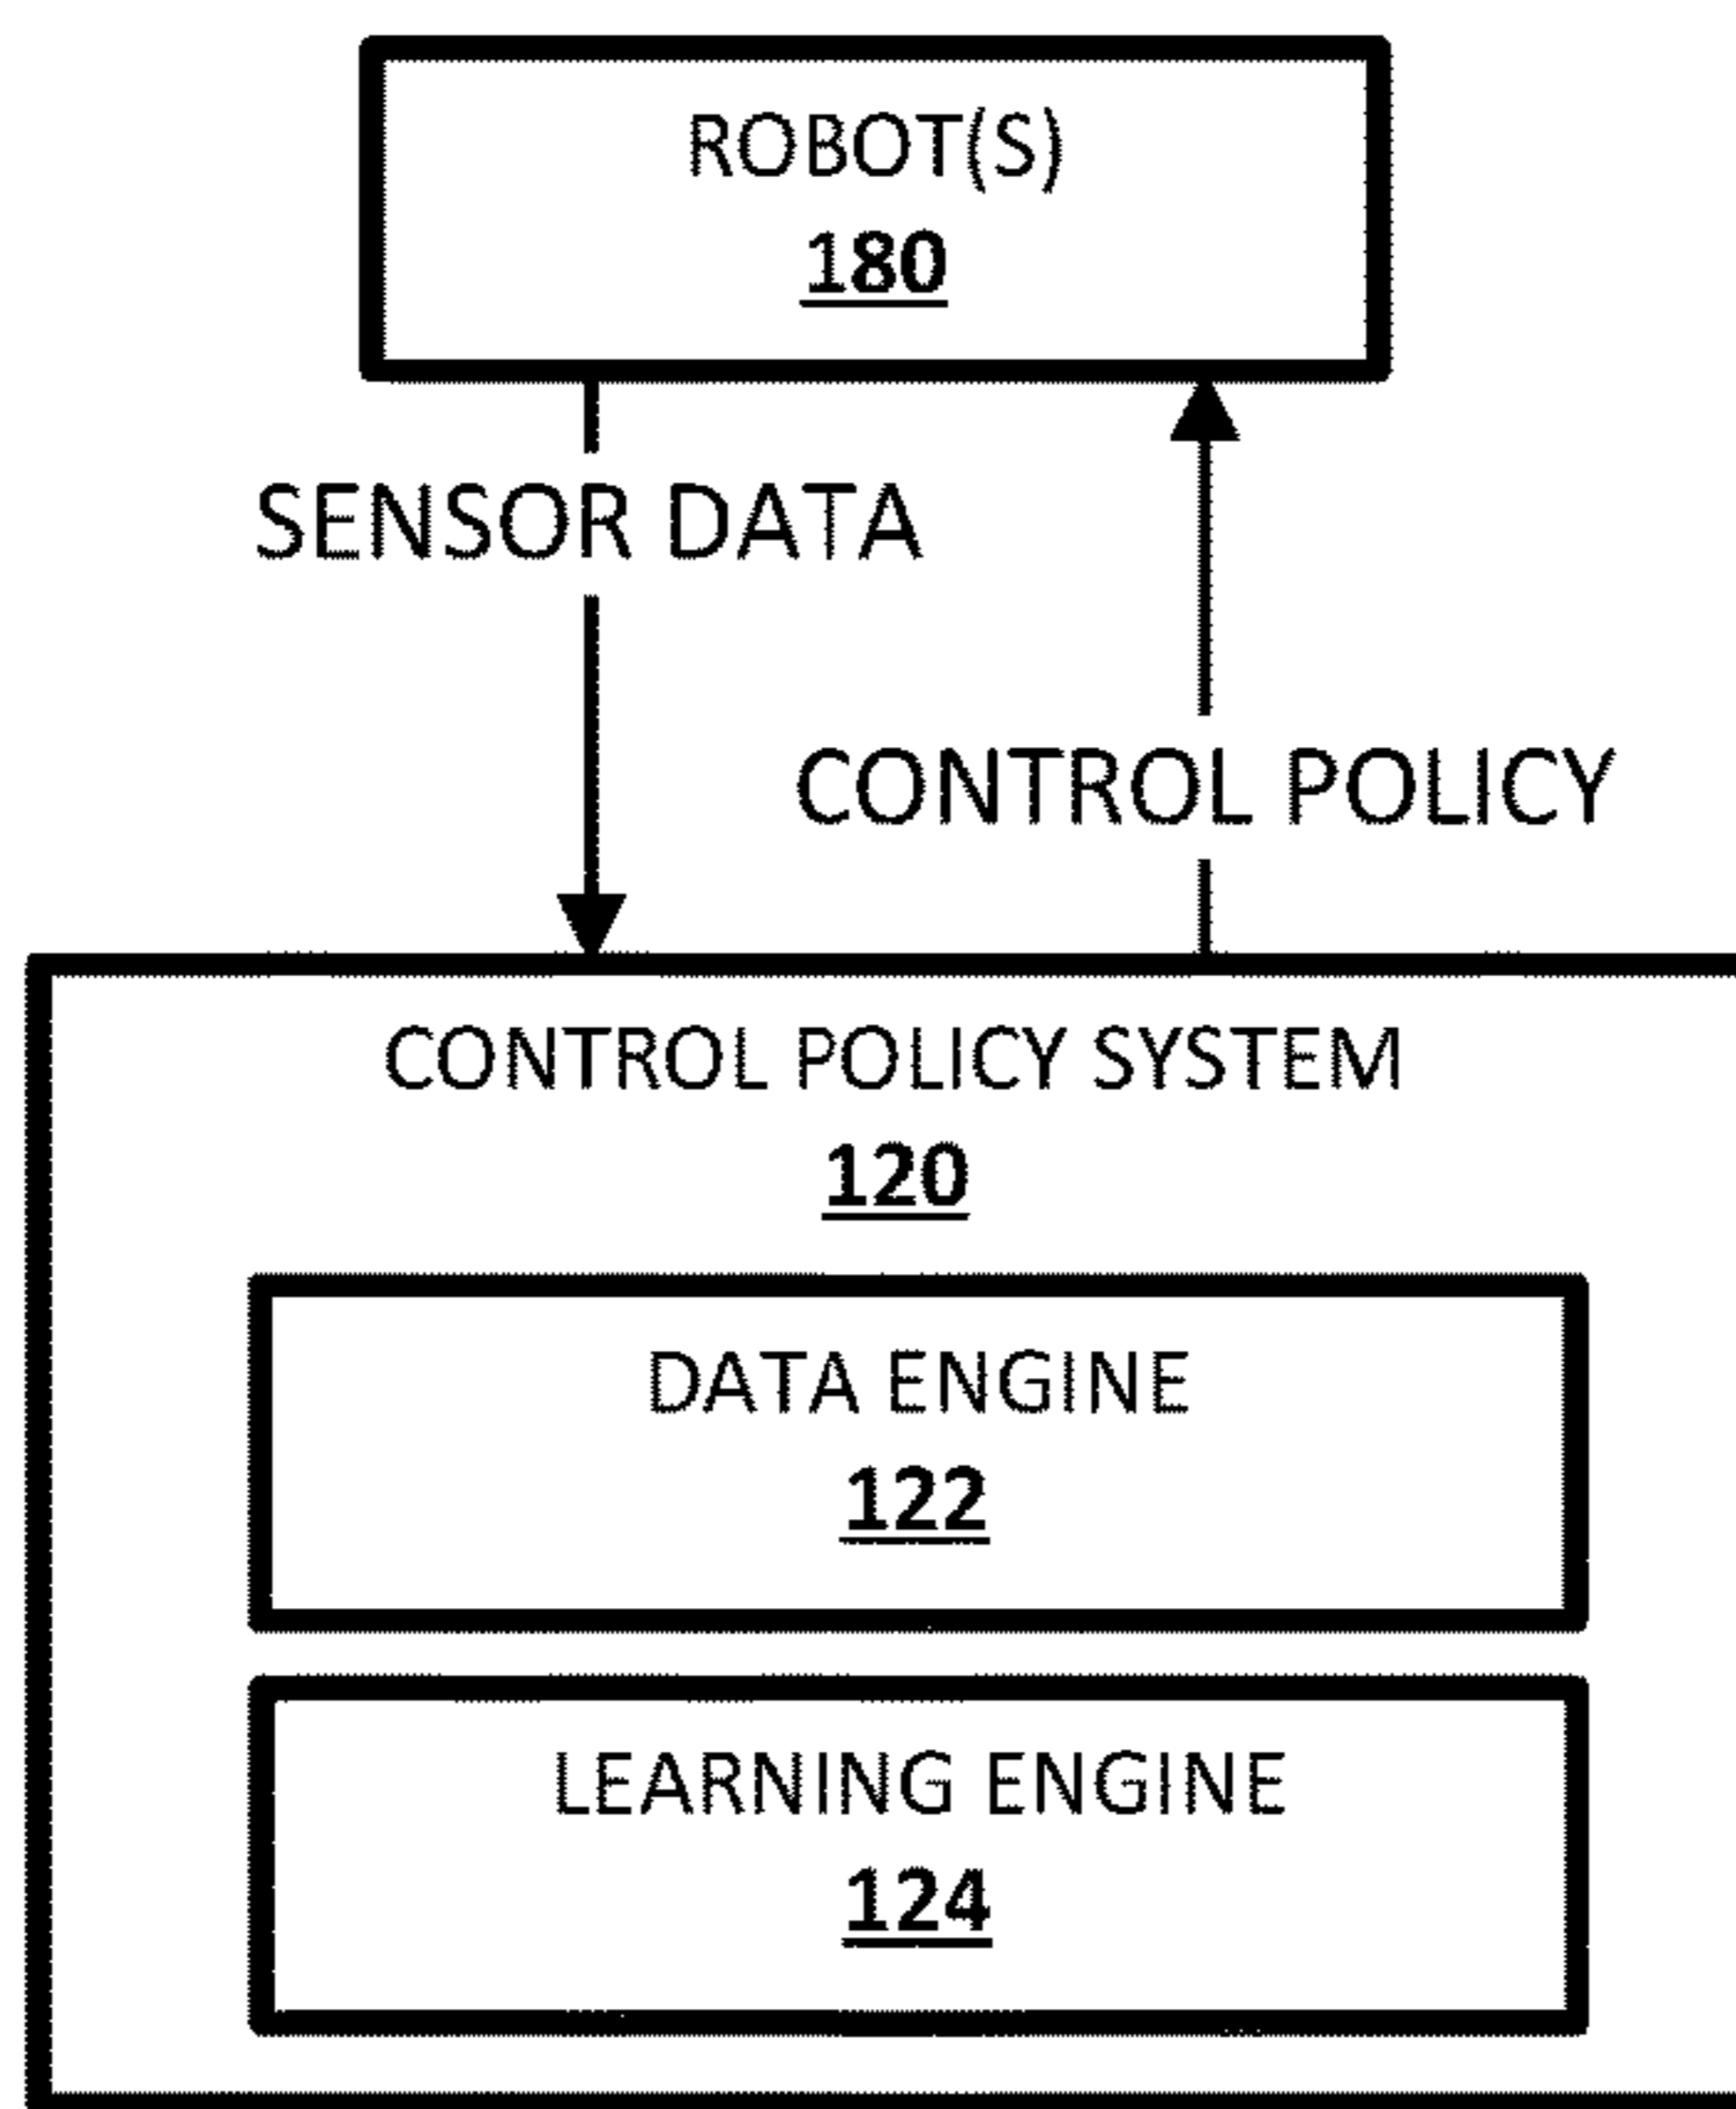 ROBOT(S)
180
SENSOR DATA
CONTROL POLICY
CONTROL POLICY SYSTEM
120
DATA ENGINE
122
LEARNING ENGINE
124